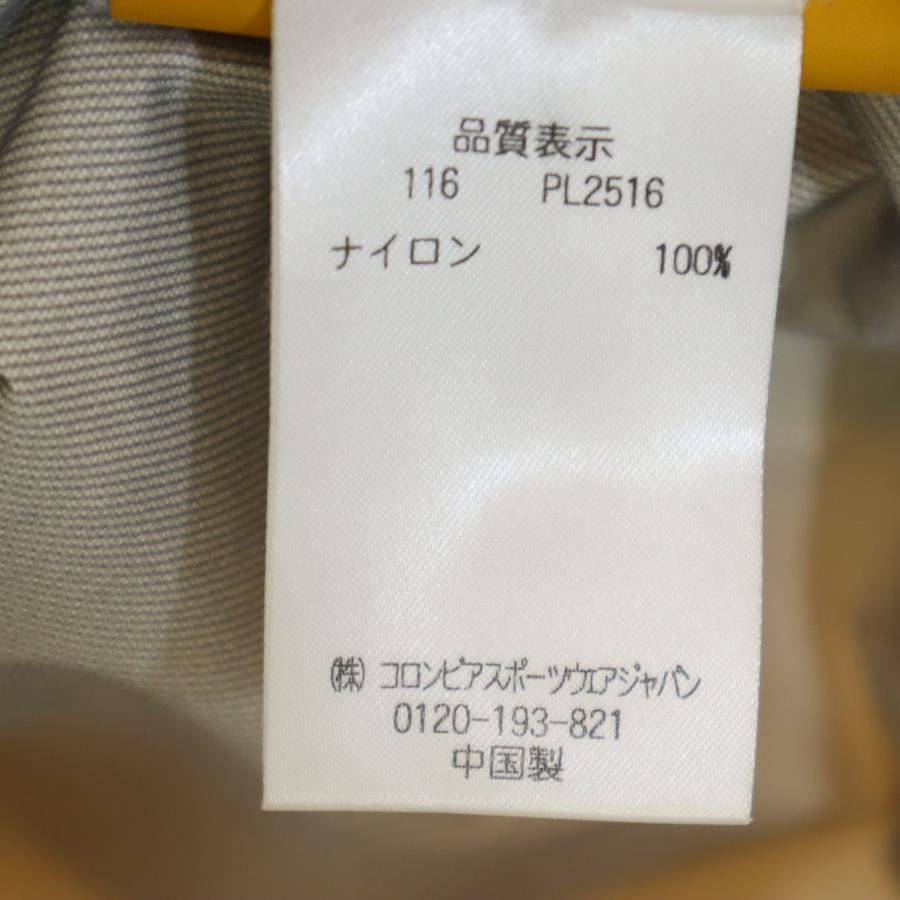 品質表示
116 PL2516
ナイロン 100%
(株) コロンビアスポーツウエアジャパン
0120-193-821
中国製